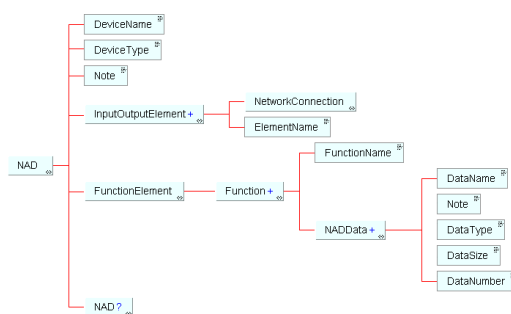 DeviceName
DeviceType
Note
InputOutputElement +
NetworkConnection
ElementName
FunctionName
NAD
FunctionElement
Function +
DataName
Note
NADData +
DataType
DataSize
DataNumber
NAD ?